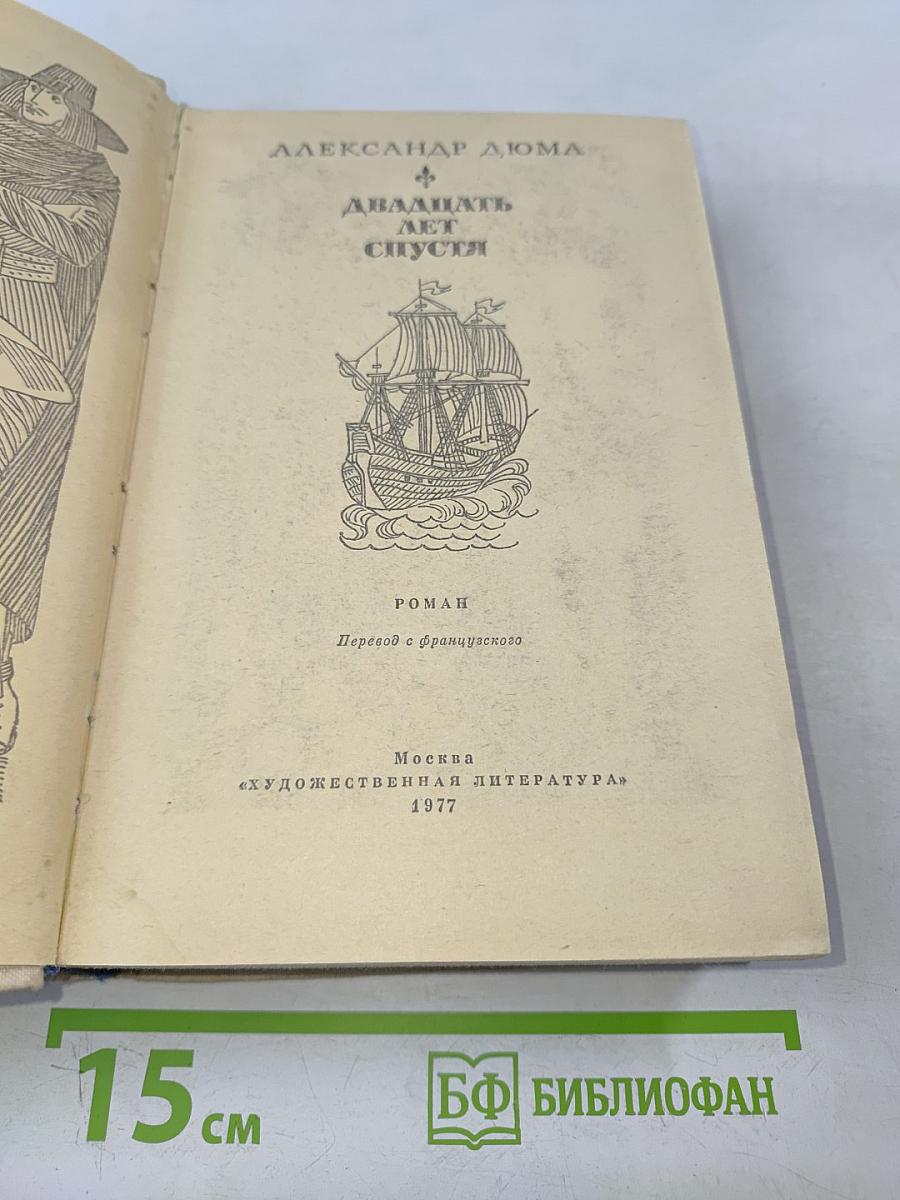 АЛЕКСАНДР ДЮМА
ДВАДЦАТЬ
ЛЕТ
СПУСТЯ
РОМАН
Перевод с французского
Москва
«ХУДОЖЕСТВЕННАЯ ЛИТЕРАТУРА»
1977
15 см
БФ БИБЛИОФАН